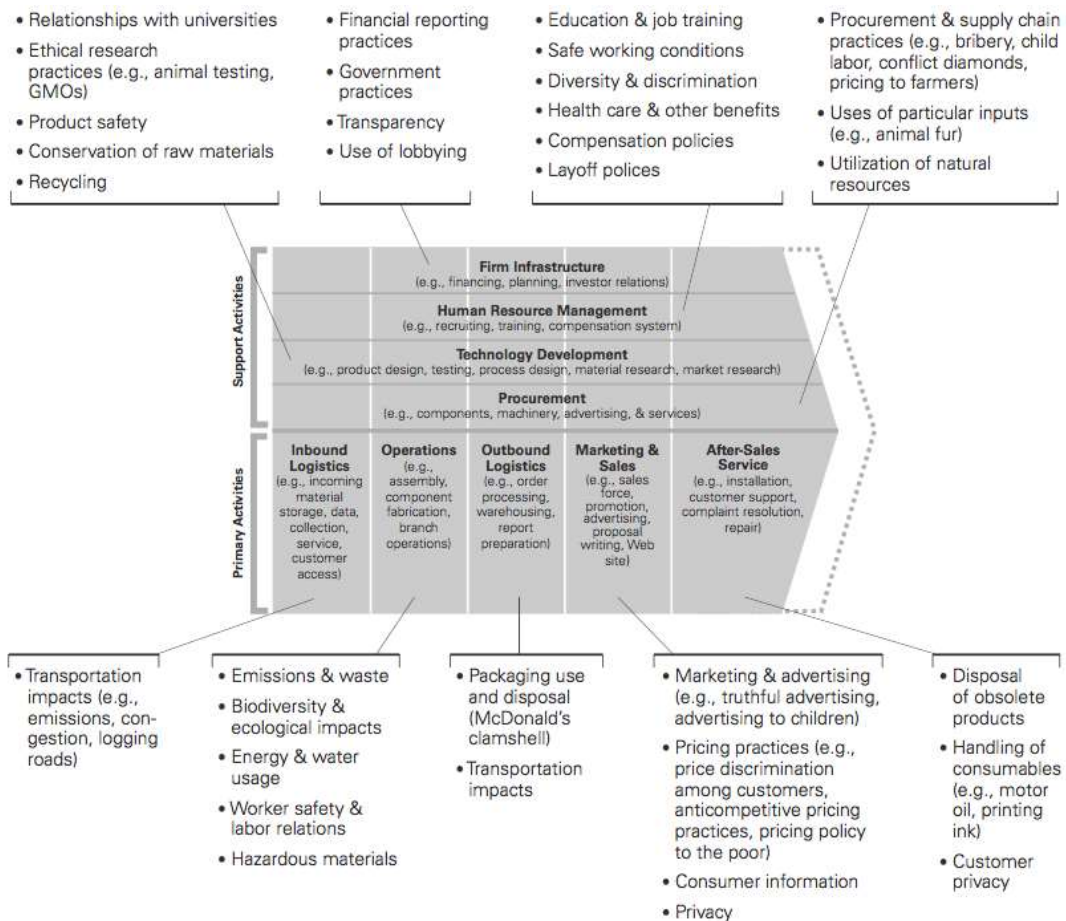 • Relationships with universities
• Ethical research
practices (e.g., animal testing,
GMOs)
• Product safety
• Conservation of raw materials
• Recycling
• Financial reporting
practices
• Government
practices
• Transparency
• Use of lobbying
• Education & job training
• Safe working conditions
• Diversity & discrimination
• Health care & other benefits
• Compensation policies
• Layoff polices
• Procurement & supply chain
practices (e.g., bribery, child
labor, conflict diamonds,
pricing to farmers)
• Uses of particular inputs
(e.g., animal fur)
• Utilization of natural
resources
Support Activities
Firm Infrastructure
(e.g., financing, planning, investor relations)
Human Resource Management
(e.g., recruiting, training, compensation system)
Technology Development
(e.g., product design, testing, process design, material research, market research)
Procurement
(e.g., components, machinery, advertising, & services)
Primary Activities
Inbound
Logistics
(e.g., incoming
material
storage, data,
collection,
service,
customer
access)
Operations
(e.g.,
assembly,
component
fabrication,
branch
operations)
Outbound
Logistics
(e.g., order
processing,
warehousing,
report
preparation)
Marketing &
Sales
(e.g., sales
force,
promotion,
advertising,
proposal
writing, Web
site)
After-Sales
Service
(e.g., installation,
customer support,
complaint resolution,
repair)
• Transportation
impacts (e.g.,
emissions, con-
gestion, logging
roads)
• Emissions & waste
• Biodiversity &
ecological impacts
• Energy & water
usage
• Worker safety &
labor relations
• Hazardous materials
• Packaging use
and disposal
(McDonald's
clamshell)
• Transportation
impacts
• Marketing & advertising
(e.g., truthful advertising,
advertising to children)
• Pricing practices (e.g.,
price discrimination
among customers,
anticompetitive pricing
practices, pricing policy
to the poor)
• Consumer information
• Privacy
• Disposal
of obsolete
products
• Handling of
consumables
(e.g., motor
oil, printing
ink)
• Customer
privacy